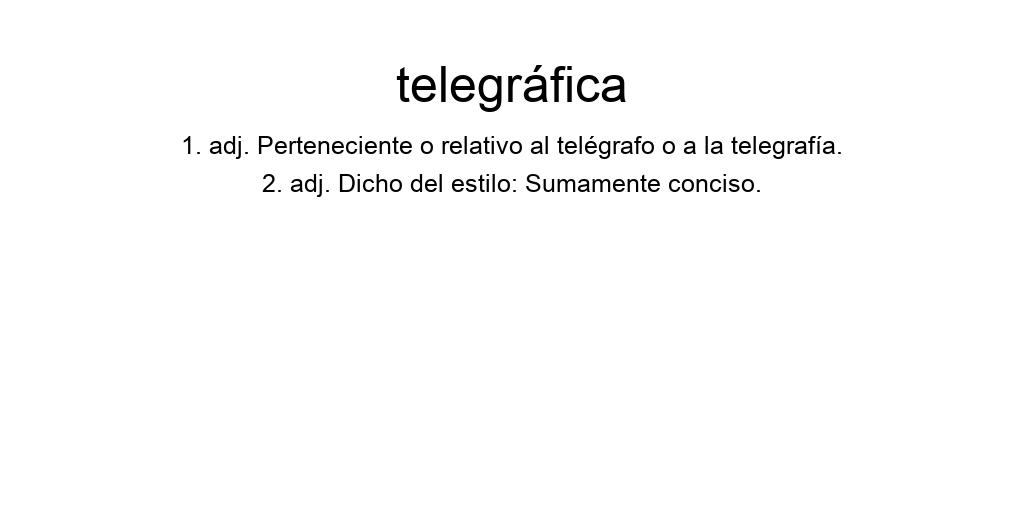 telegráfica
1. adj. Perteneciente o relativo al telégrafo o a la telegrafía.
2. adj. Dicho del estilo: Sumamente conciso.